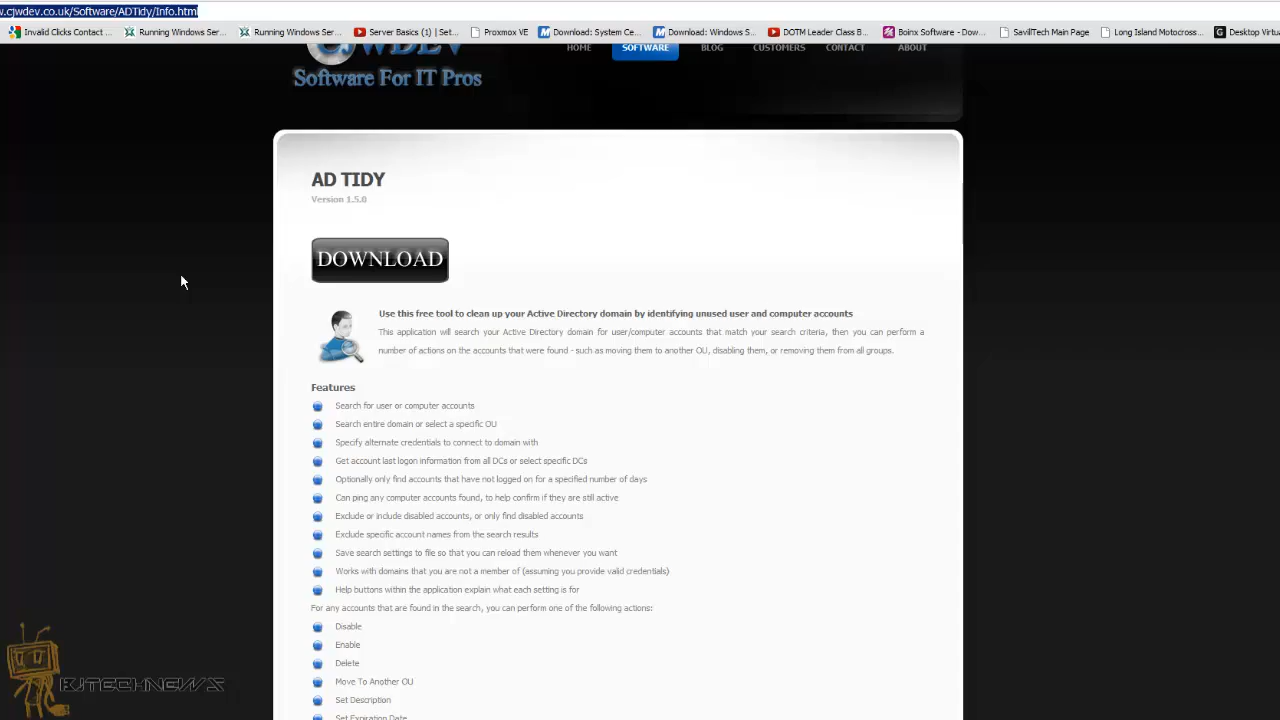 w.cjwdev.co.uk/Software/ADTidy/Info.html
Invalid Clicks Contact ... Running Windows Serv... Running Windows Serv... Server Basics (1) | Set... Proxmox VE Download: System Ce... Download: Windows S... DOTM Leader Class B... Boinx Software - Dow... SavillTech Main Page Long Island Motocross... Desktop Virtu
CJWDEV
Software For IT Pros
HOME SOFTWARE BLOG CUSTOMERS CONTACT ABOUT
AD TIDY
Version 1.5.0
DOWNLOAD
Use this free tool to clean up your Active Directory domain by identifying unused user and computer accounts
This application will search your Active Directory domain for user/computer accounts that match your search criteria, then you can perform a
number of actions on the accounts that were found - such as moving them to another OU, disabling them, or removing them from all groups.
Features
Search for user or computer accounts
Search entire domain or select a specific OU
Specify alternate credentials to connect to domain with
Get account last logon information from all DCs or select specific DCs
Optionally only find accounts that have not logged on for a specified number of days
Can ping any computer accounts found, to help confirm if they are still active
Exclude or include disabled accounts, or only find disabled accounts
Exclude specific account names from the search results
Save search settings to file so that you can reload them whenever you want
Works with domains that you are not a member of (assuming you provide valid credentials)
Help buttons within the application explain what each setting is for
For any accounts that are found in the search, you can perform one of the following actions:
Disable
Enable
Delete
Move To Another OU
Set Description
Set Expiration Date
BJTECHNEWS